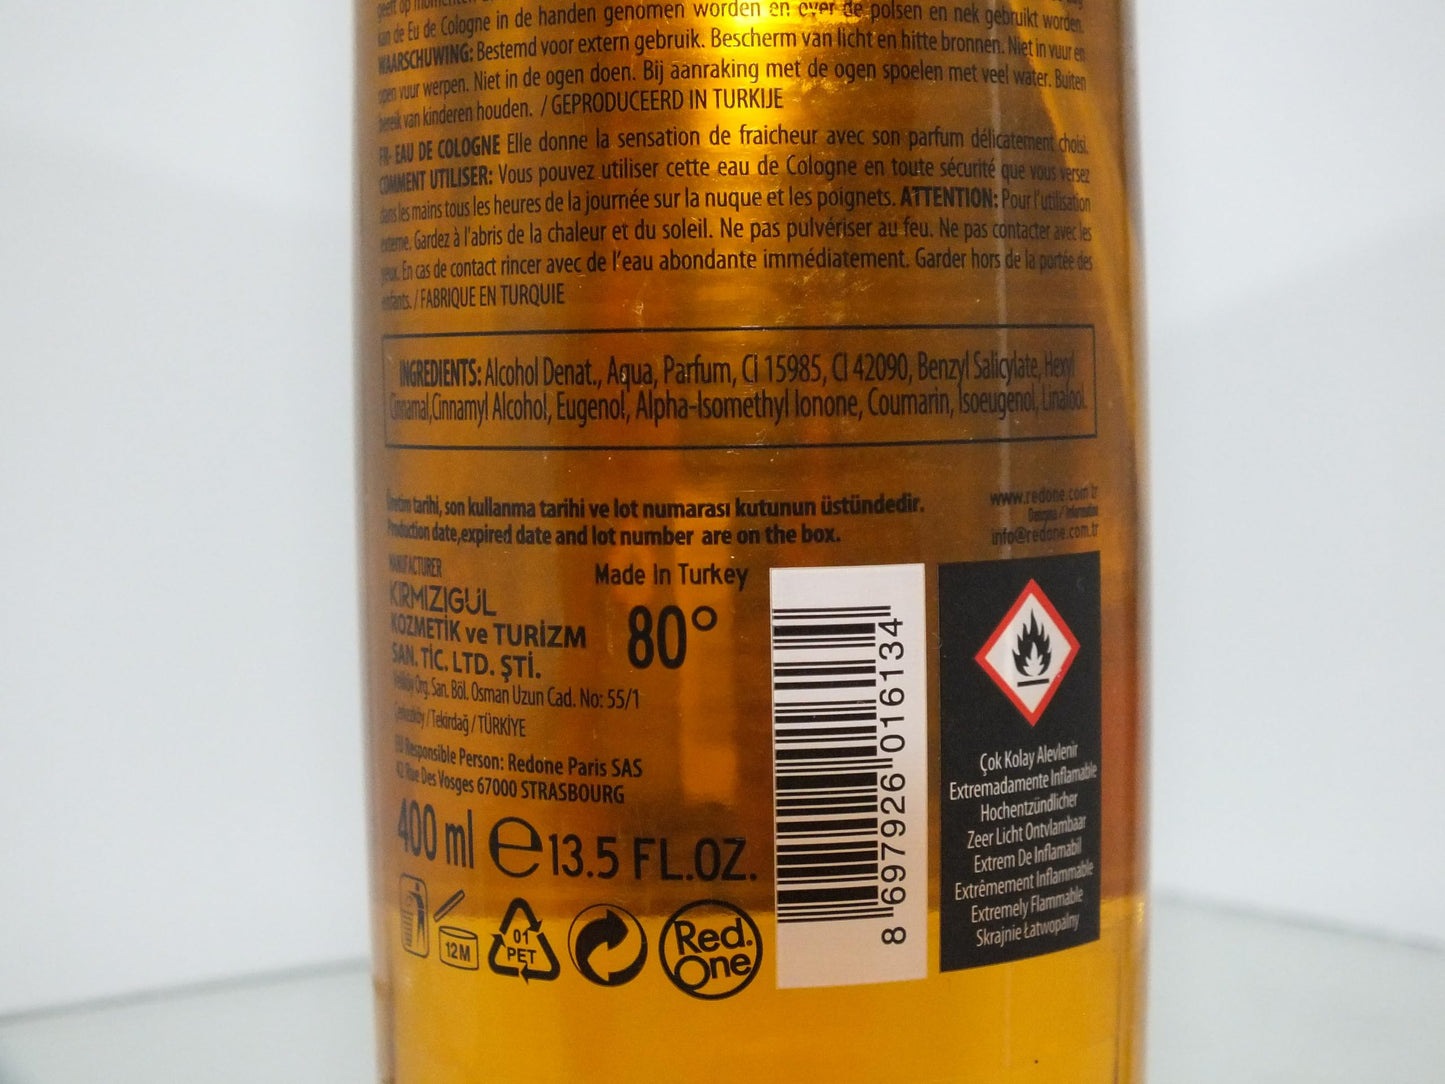 geeft op momenten
kan de Eu de Cologne in de handen genomen worden en over de polsen en nek gebruikt worden.
WAARSCHUWING: Bestemd voor extern gebruik. Bescherm van licht en hitte bronnen. Niet in vuur en
open vuur werpen. Niet in de ogen doen. Bij aanraking met de ogen spoelen met veel water. Buiten
bereik van kinderen houden. / GEPRODUCEERD IN TURKIJE
FR- EAU DE COLOGNE Elle donne la sensation de fraicheur avec son parfum délicatement choisi.
COMMENT UTILISER: Vous pouvez utiliser cette eau de Cologne en toute sécurité que vous versez
dans les mains tous les heures de la journée sur la nuque et les poignets. ATTENTION: Pour l'utilisation
externe. Gardez à l'abris de la chaleur et du soleil. Ne pas pulvériser au feu. Ne pas contacter avec les
yeux. En cas de contact rincer avec de l'eau abondante immédiatement. Garder hors de la portée des
enfants. / FABRIQUE EN TURQUIE
INGREDIENTS: Alcohol Denat., Aqua, Parfum, CI 15985, CI 42090, Benzyl Salicylate, Hexyl
Cinnamal,Cinnamyl Alcohol, Eugenol, Alpha-Isomethyl Ionone, Coumarin, Isoeugenol, Linalool.
Üretim tarihi, son kullanma tarihi ve lot numarası kutunun üstündedir.
Production date,expired date and lot number are on the box.
www.redone.com.tr
Danışma / Information
info@redone.com.tr
MANUFACTURER
KIRMIZIGÜL
KOZMETİK ve TURİZM
SAN. TİC. LTD. ŞTİ.
Veliköy Org. San. Böl. Osman Uzun Cad. No: 55/1
Çerkezköy / Tekirdağ / TÜRKİYE
EU Responsible Person: Redone Paris SAS
42 Rue Des Vosges 67000 STRASBOURG
Made In Turkey
80°
400 ml e 13.5 FL.OZ.
12M
01
PET
Red.
One
8 697926 016134
Çok Kolay Alevlenir
Extremadamente Inflamable
Hochentzündlicher
Zeer Licht Ontvlambaar
Extrem De Inflamabil
Extrêmement Inflammable
Extremely Flammable
Skrajnie Łatwopalny